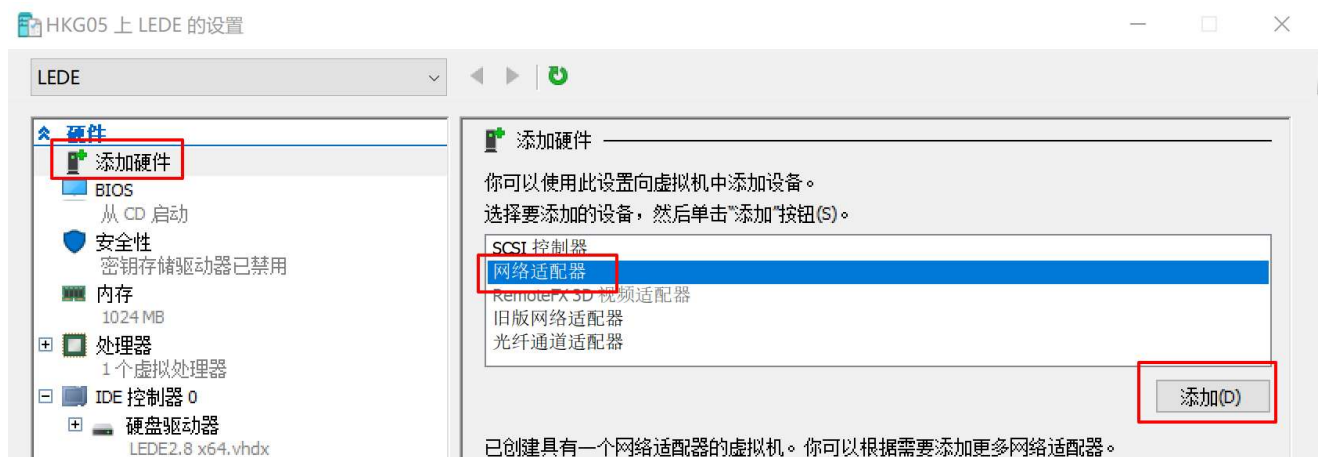 HKG05 上 LEDE 的设置
LEDE
硬件
添加硬件
BIOS
从 CD 启动
安全性
密钥存储驱动器已禁用
内存
1024 MB
处理器
1 个虚拟处理器
IDE 控制器 0
硬盘驱动器
LEDE2.8 x64.vhdx
添加硬件
你可以使用此设置向虚拟机中添加设备。
选择要添加的设备，然后单击"添加"按钮(S)。
SCSI 控制器
网络适配器
RemoteFX 3D 视频适配器
旧版网络适配器
光纤通道适配器
添加(D)
已创建具有一个网络适配器的虚拟机。你可以根据需要添加更多网络适配器。